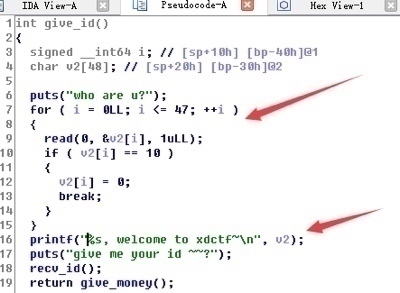 IDA View-A Pseudocode-A Hex View-1
1 int give_id()
2 {
3 signed __int64 i; // [sp+10h] [bp-40h]@1
4 char v2[48]; // [sp+20h] [bp-30h]@2
5
6 puts("who are u?");
7 for ( i = 0LL; i <= 47; ++i )
8 {
9 read(0, &v2[i], 1uLL);
10 if ( v2[i] == 10 )
11 {
12 v2[i] = 0;
13 break;
14 }
15 }
16 printf("%s, welcome to xdctf~\n", v2);
17 puts("give me your id ~~?");
18 recv_id();
19 return give_money();